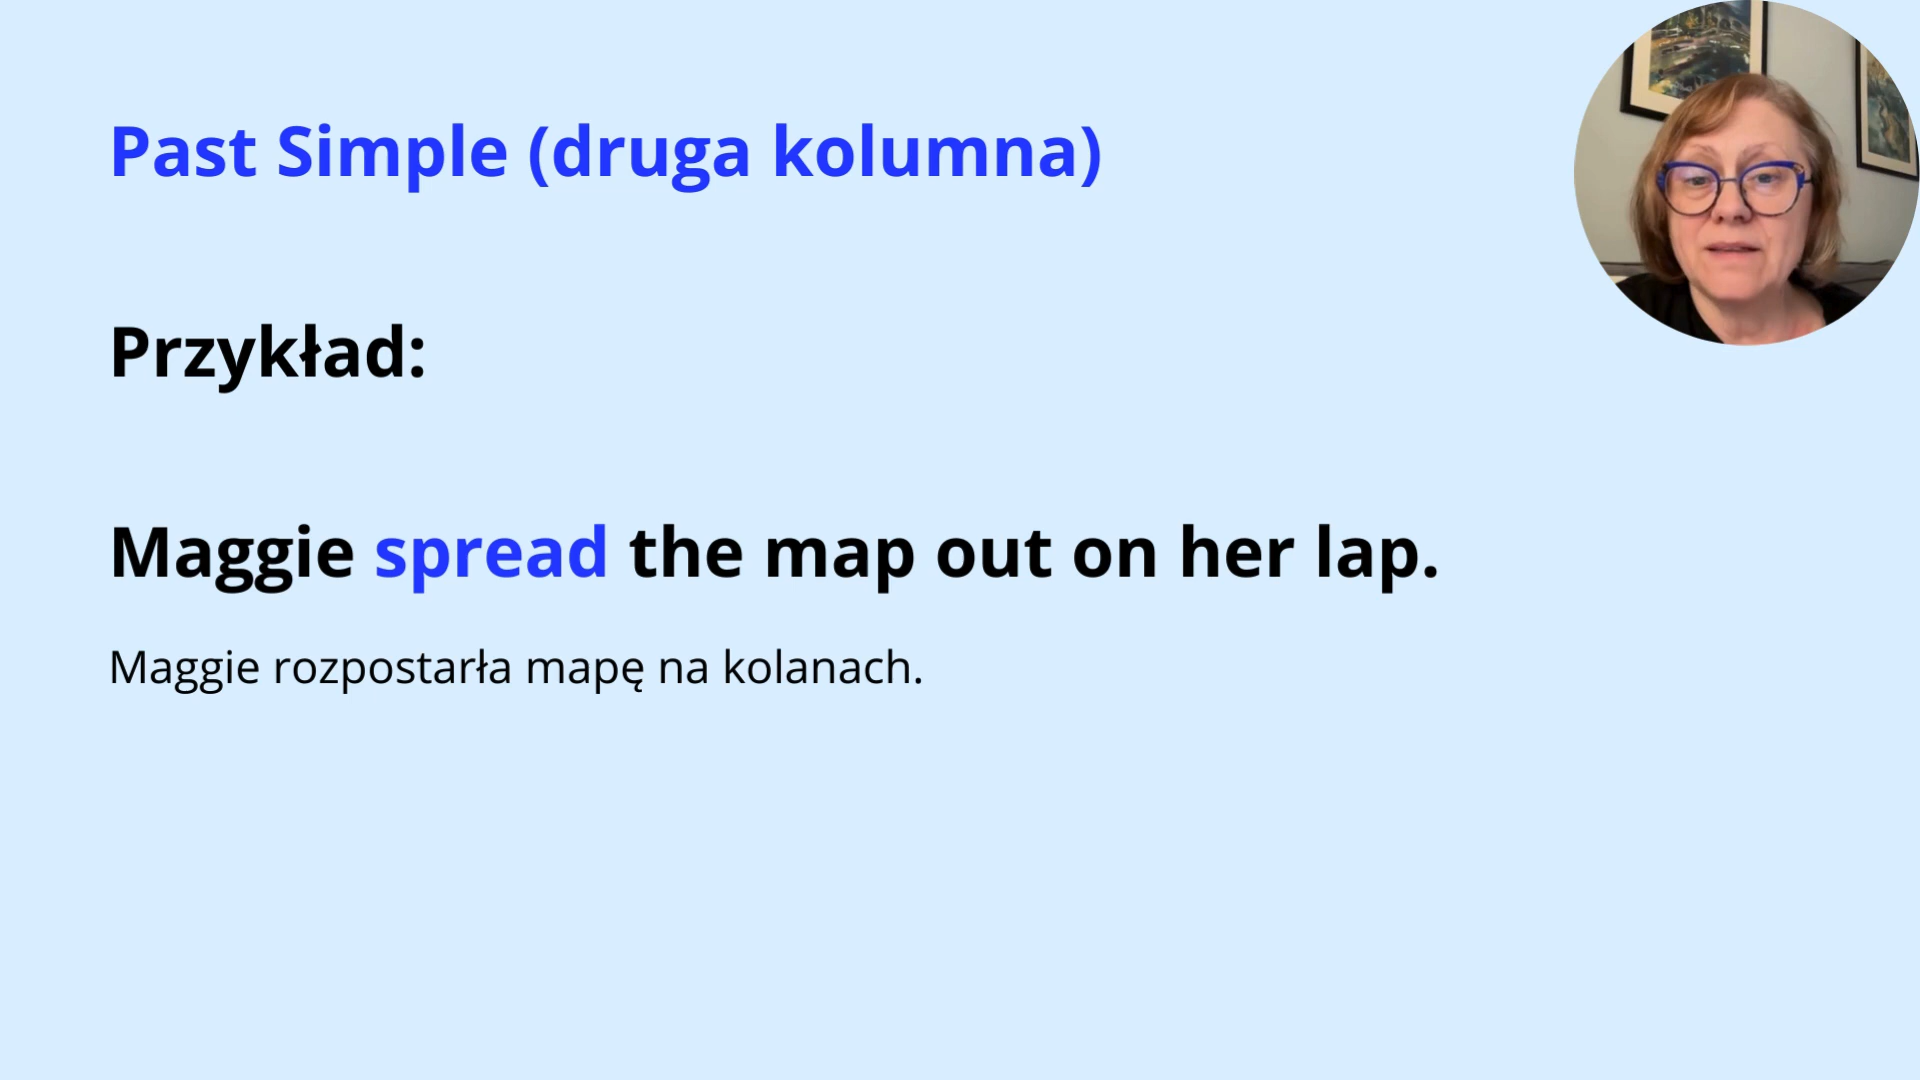 Past Simple (druga kolumna)
Przykład:
Maggie spread the map out on her lap.
Maggie rozpostarła mapę na kolanach.